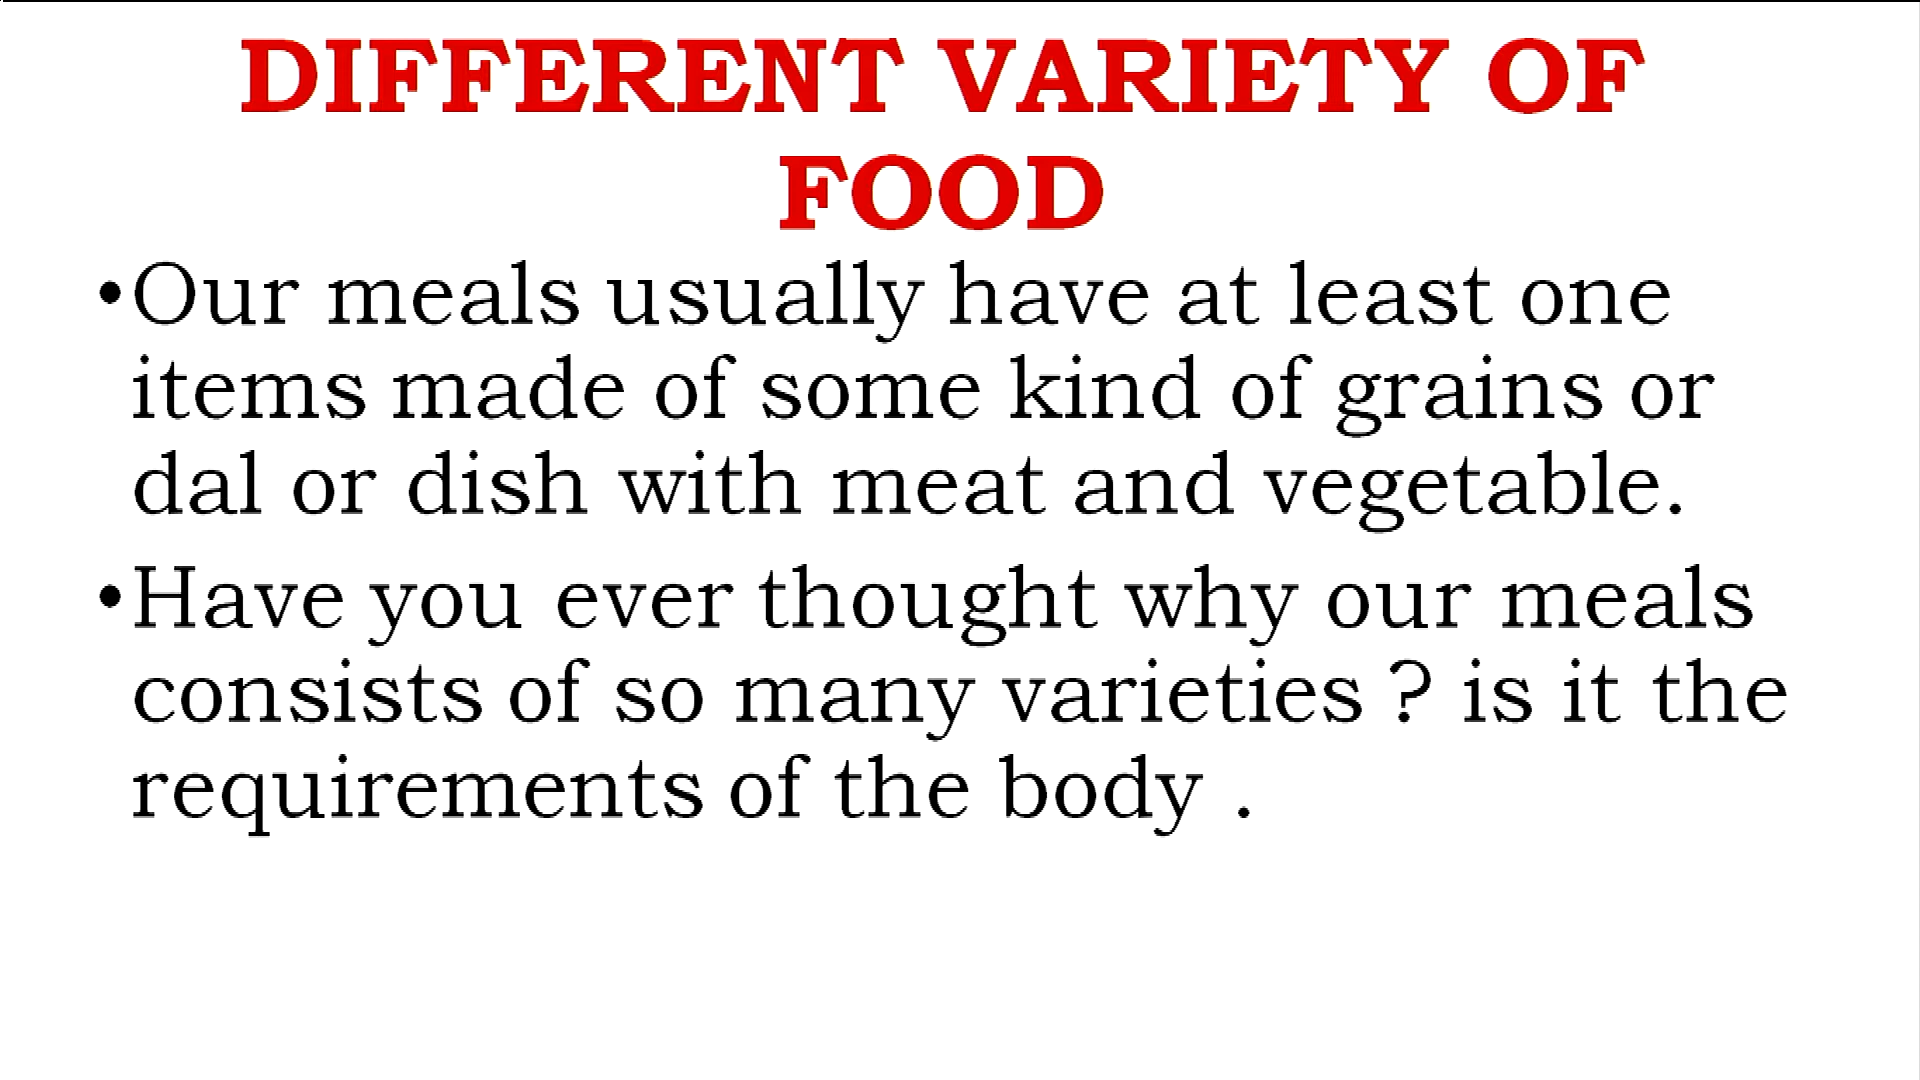 DIFFERENT VARIETY OF
FOOD
•Our meals usually have at least one
items made of some kind of grains or
dal or dish with meat and vegetable.
•Have you ever thought why our meals
consists of so many varieties ? is it the
requirements of the body .